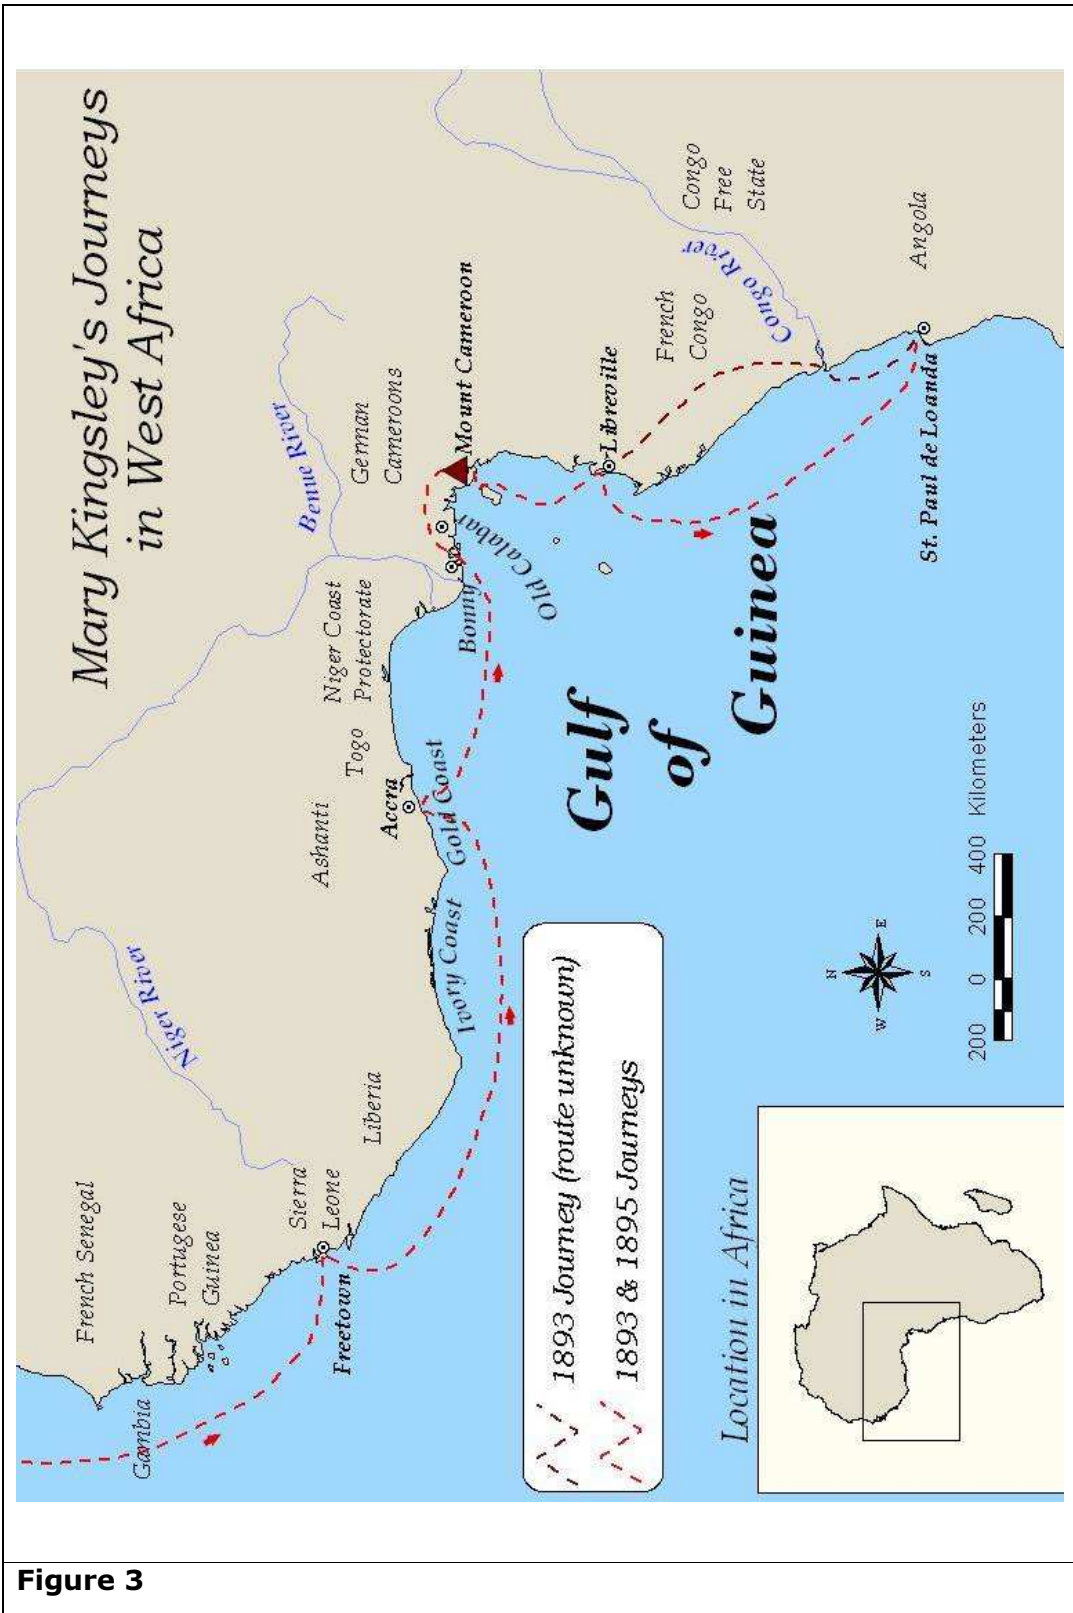 Mary Kingsley's Journeys
in West Africa
French Senegal
Gambia
Portugese
Guinea
Sierra
Leone
Freetown
Liberia
Niger River
Ivory Coast
Gold Coast
Ashanti
Accra
Togo
Niger Coast
Protectorate
Benue River
German
Cameroons
Mount Cameroon
Bonny
Old Calabar
Libreville
French
Congo
Congo River
Congo
Free
State
Angola
St. Paul de Loanda
Gulf
of
Guinea
1893 Journey (route unknown)
1893 & 1895 Journeys
Location in Africa
N
W
E
S
200 0 200 400 Kilometers
Figure 3